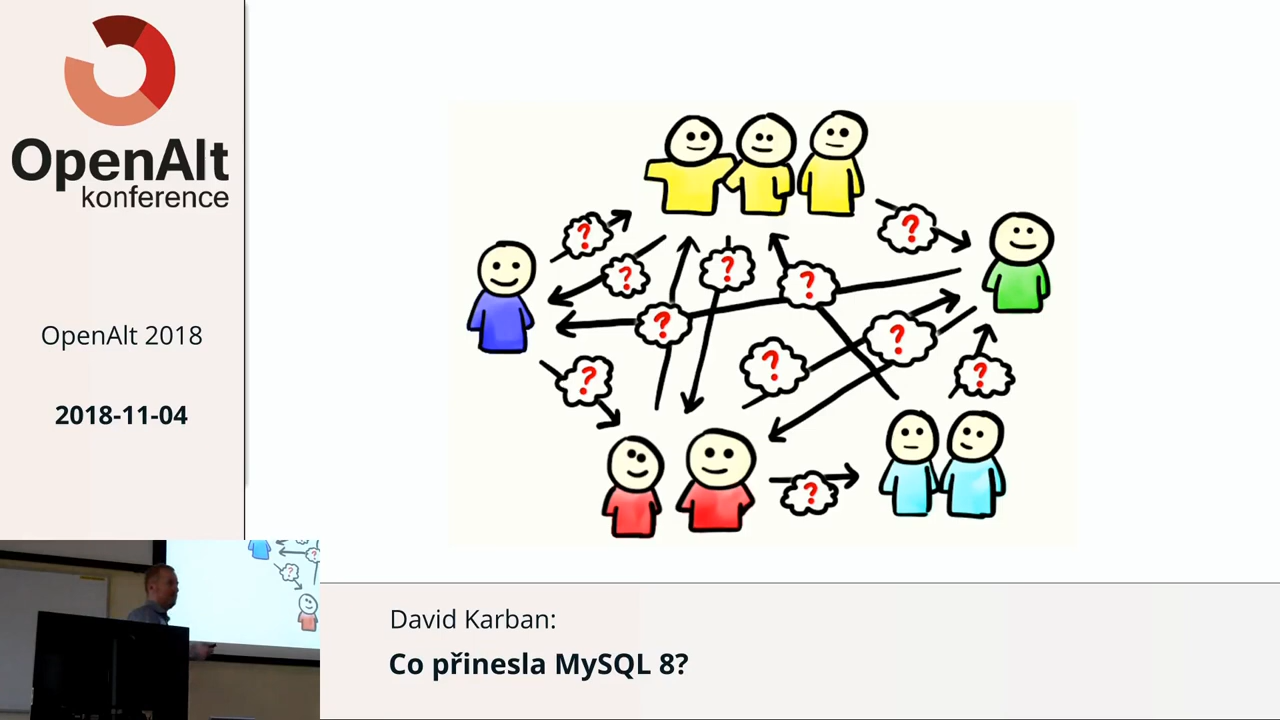 OpenAlt
konference
OpenAlt 2018
2018-11-04
?
?
?
?
?
?
?
?
?
?
?
David Karban:
Co přinesla MySQL 8?